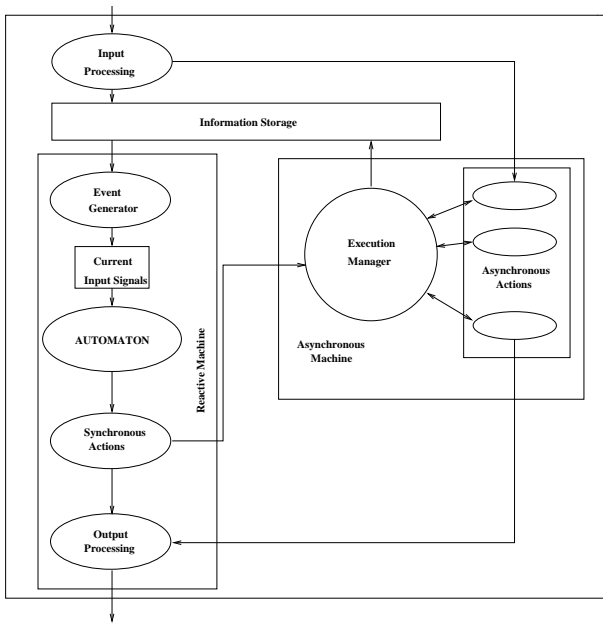 Input
Processing
Information Storage
Event
Generator
Current
Input Signals
AUTOMATON
Synchronous
Actions
Output
Processing
Reactive Machine
Execution
Manager
Asynchronous
Machine
Asynchronous
Actions